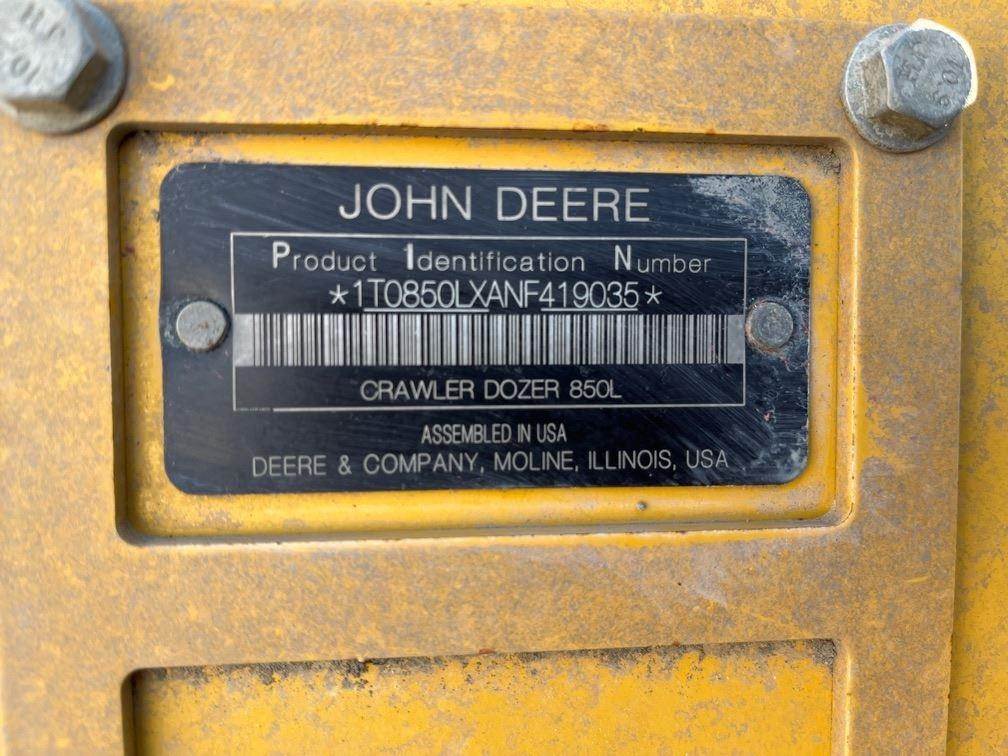 JOHN DEERE
Product Identification Number
*1T0850LXANF419035*
CRAWLER DOZER 850L
ASSEMBLED IN USA
DEERE & COMPANY, MOLINE, ILLINOIS, USA